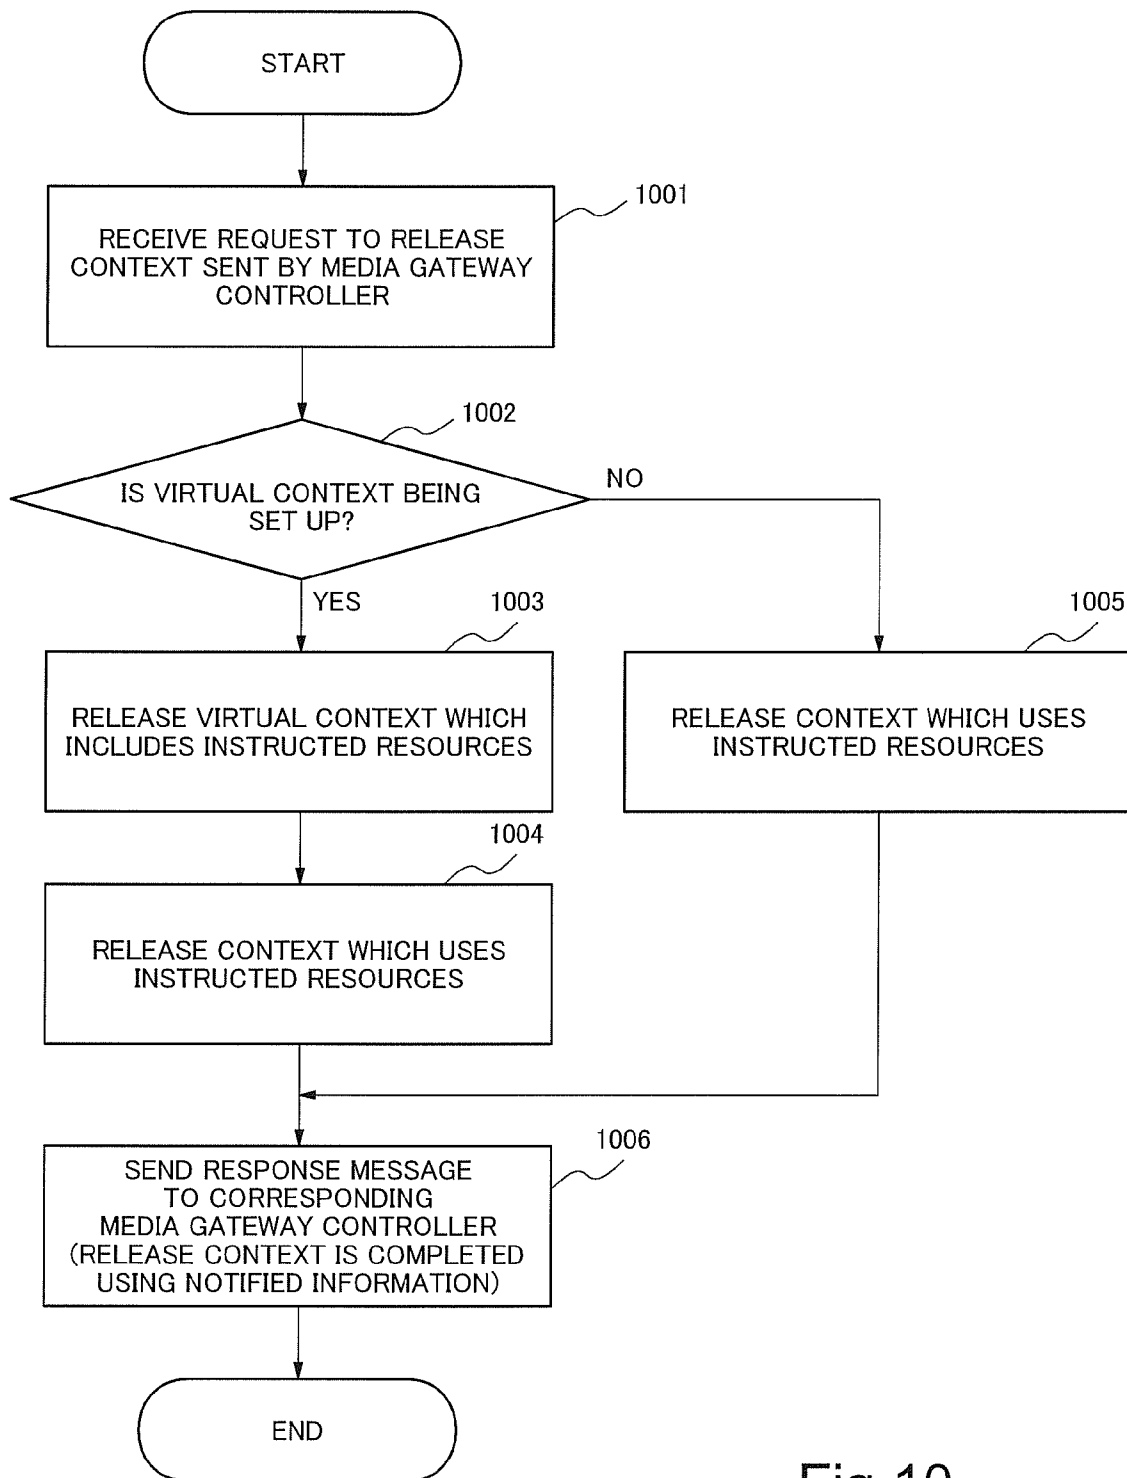 START
1001
RECEIVE REQUEST TO RELEASE
CONTEXT SENT BY MEDIA GATEWAY
CONTROLLER
1002
IS VIRTUAL CONTEXT BEING
SET UP?
NO
YES
1003
RELEASE VIRTUAL CONTEXT WHICH
INCLUDES INSTRUCTED RESOURCES
1005
RELEASE CONTEXT WHICH USES
INSTRUCTED RESOURCES
1004
RELEASE CONTEXT WHICH USES
INSTRUCTED RESOURCES
1006
SEND RESPONSE MESSAGE
TO CORRESPONDING
MEDIA GATEWAY CONTROLLER
(RELEASE CONTEXT IS COMPLETED
USING NOTIFIED INFORMATION)
END
Fig.10